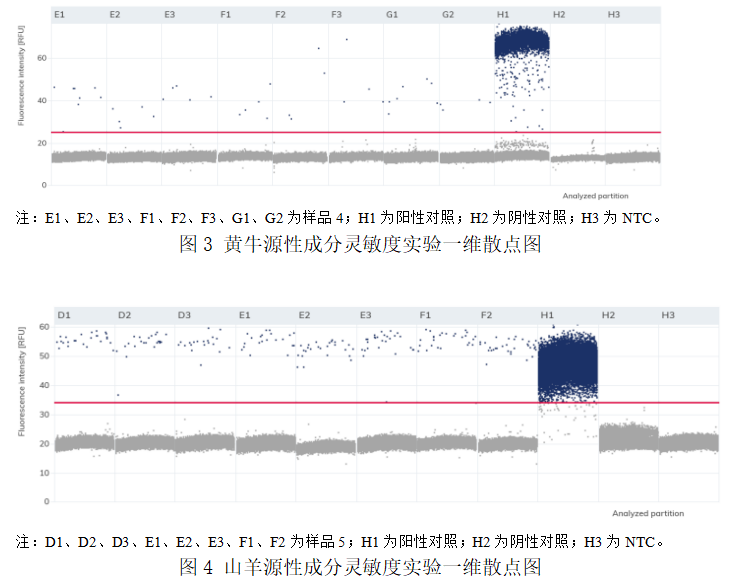 E1 E2 E3 F1 F2 F3 G1 G2 H1 H2 H3
Fluorescence intensity [RFU]
60
40
20
0
Analyzed partition
注：E1、E2、E3、F1、F2、F3、G1、G2 为样品 4；H1 为阳性对照；H2 为阴性对照；H3 为 NTC。
图 3 黄牛源性成分灵敏度实验一维散点图
D1 D2 D3 E1 E2 E3 F1 F2 H1 H2 H3
Fluorescence intensity [RFU]
60
50
40
30
20
10
0
Analyzed partition
注：D1、D2、D3、E1、E2、E3、F1、F2 为样品 5；H1 为阳性对照；H2 为阴性对照；H3 为 NTC。
图 4 山羊源性成分灵敏度实验一维散点图